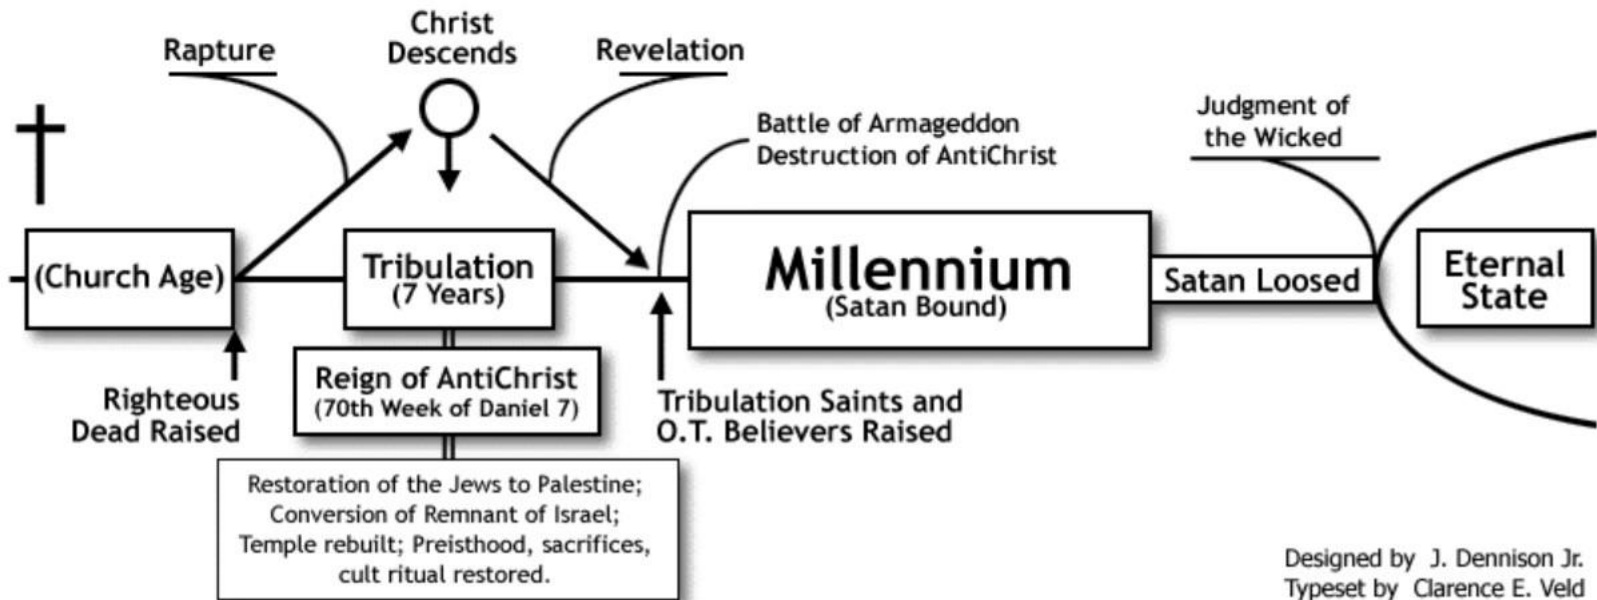 Christ
Descends
Rapture
Revelation
Battle of Armageddon
Destruction of AntiChrist
Judgment of
the Wicked
(Church Age)
Tribulation
(7 Years)
Millennium
(Satan Bound)
Satan Loosed
Eternal
State
Righteous
Dead Raised
Reign of AntiChrist
(70th Week of Daniel 7)
Tribulation Saints and
O.T. Believers Raised
Restoration of the Jews to Palestine;
Conversion of Remnant of Israel;
Temple rebuilt; Preisthood, sacrifices,
cult ritual restored.
Designed by J. Dennison Jr.
Typeset by Clarence E. Veld